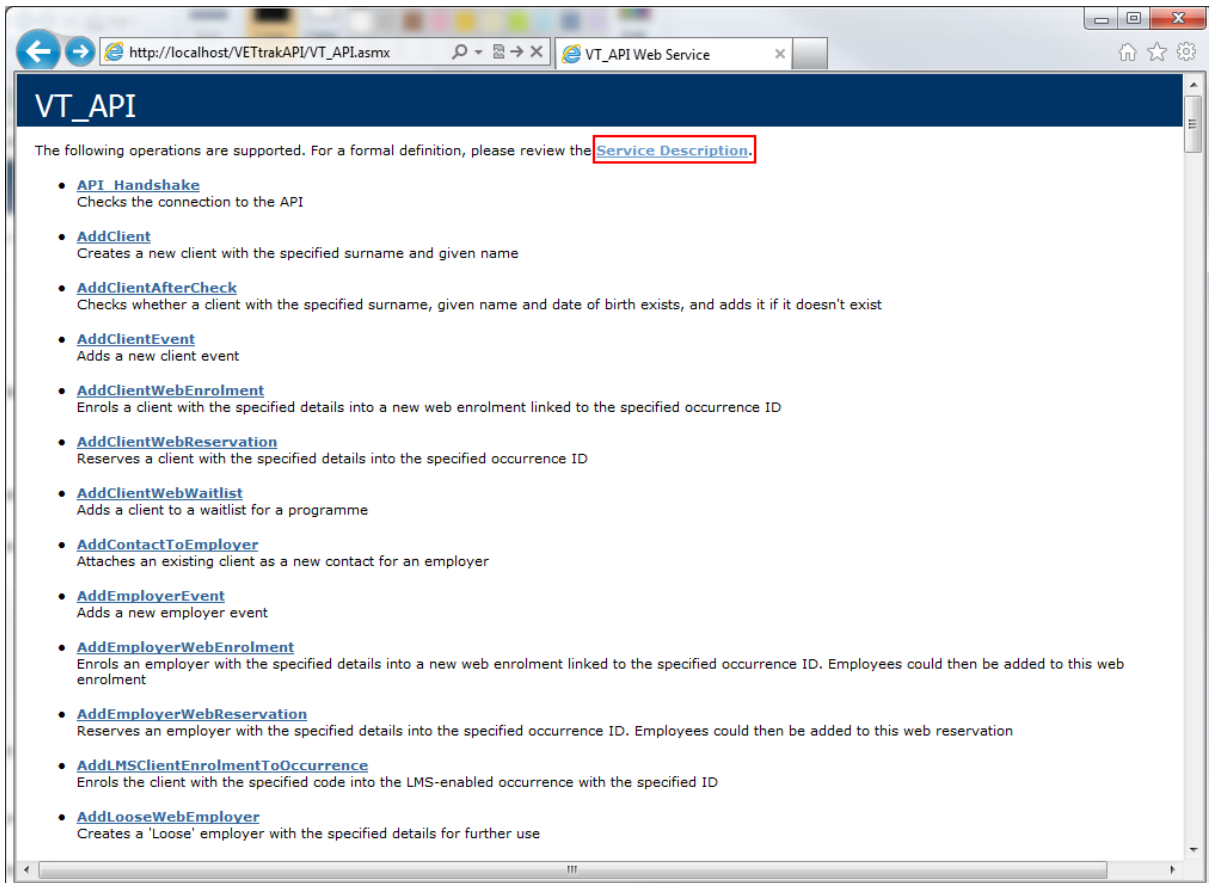 http://localhost/VETtrakAPI/VT_API.asmx
VT_API Web Service
VT_API
The following operations are supported. For a formal definition, please review the Service Description.
API_Handshake
Checks the connection to the API
AddClient
Creates a new client with the specified surname and given name
AddClientAfterCheck
Checks whether a client with the specified surname, given name and date of birth exists, and adds it if it doesn't exist
AddClientEvent
Adds a new client event
AddClientWebEnrolment
Enrols a client with the specified details into a new web enrolment linked to the specified occurrence ID
AddClientWebReservation
Reserves a client with the specified details into the specified occurrence ID
AddClientWebWaitlist
Adds a client to a waitlist for a programme
AddContactToEmployer
Attaches an existing client as a new contact for an employer
AddEmployerEvent
Adds a new employer event
AddEmployerWebEnrolment
Enrols an employer with the specified details into a new web enrolment linked to the specified occurrence ID. Employees could then be added to this web
enrolment
AddEmployerWebReservation
Reserves an employer with the specified details into the specified occurrence ID. Employees could then be added to this web reservation
AddLMSClientEnrolmentToOccurrence
Enrols the client with the specified code into the LMS-enabled occurrence with the specified ID
AddLooseWebEmployer
Creates a 'Loose' employer with the specified details for further use